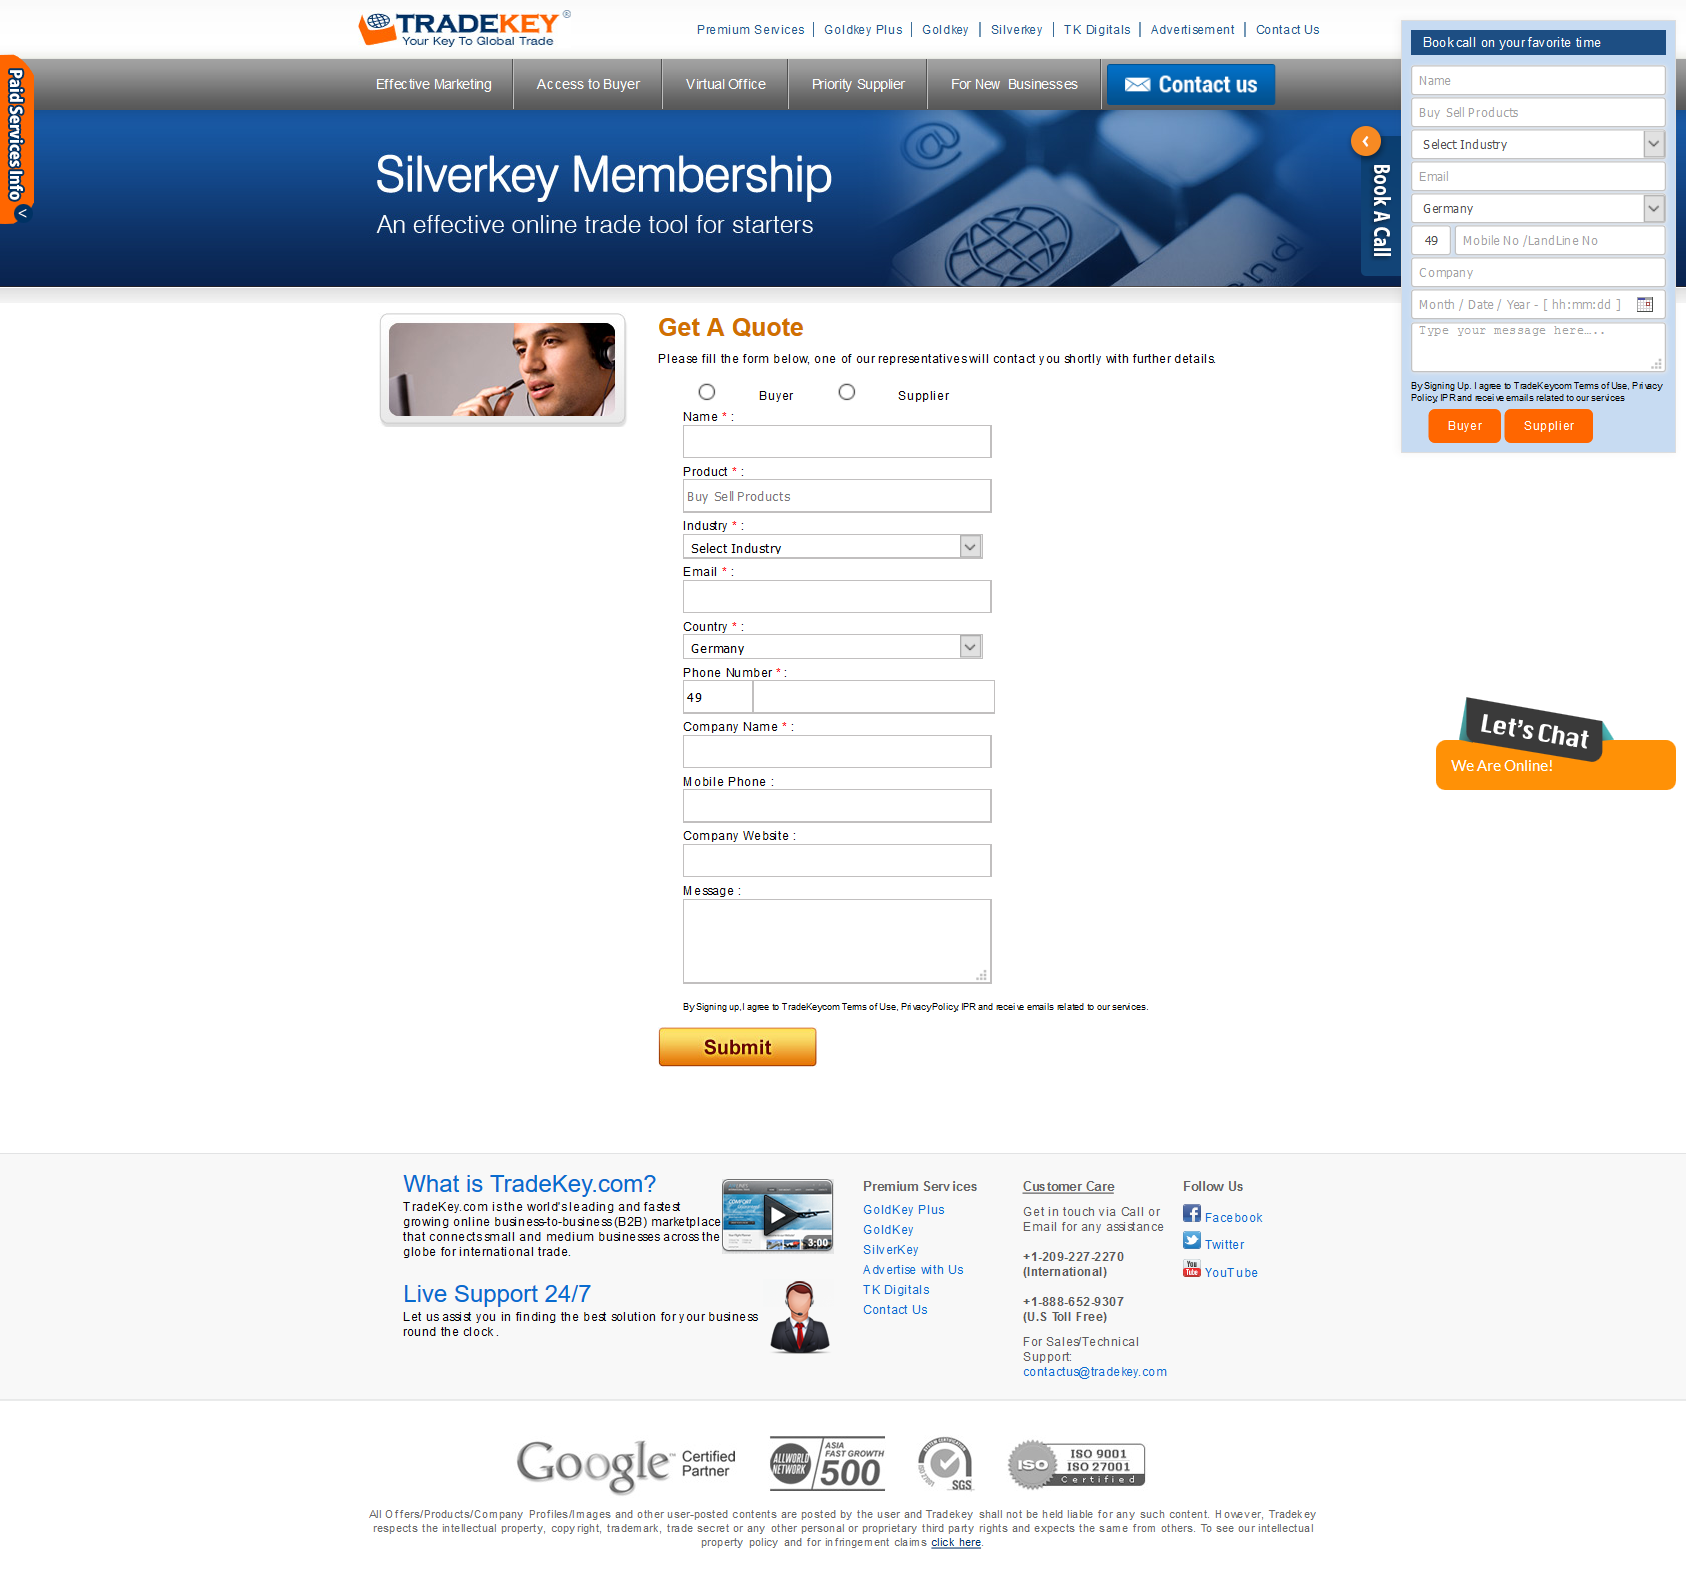 TRADEKEY®
Your Key To Global Trade
Premium Services | Goldkey Plus | Goldkey | Silverkey | TK Digitals | Advertisement | Contact Us
Effective Marketing
Access to Buyer
Virtual Office
Priority Supplier
For New Businesses
Contact us
Paid Services Info
<
Silverkey Membership
An effective online trade tool for starters
Book A Call
Book call on your favorite time
Name
Buy Sell Products
Select Industry
Email
Germany
49
Mobile No /LandLine No
Company
Month / Date / Year - [ hh:mm:dd ]
Type your message here.....
By Signing Up. I agree to TradeKeycom Terms of Use, Privacy
Policy, IPR and receive emails related to our services
Buyer
Supplier
Get A Quote
Please fill the form below, one of our representatives will contact you shortly with further details.
Buyer
Supplier
Name * :
Product * :
Buy Sell Products
Industry * :
Select Industry
Email * :
Country * :
Germany
Phone Number * :
49
Company Name * :
Mobile Phone :
Company Website :
Message :
By Signing up, I agree to TradeKeycom Terms of Use, Privacy Policy, IPR and receive emails related to our services.
Submit
Let's Chat
We Are Online!
What is TradeKey.com?
TradeKey.com is the world's leading and fastest
growing online business-to-business (B2B) marketplace
that connects small and medium businesses across the
globe for international trade.
3:00
Live Support 24/7
Let us assist you in finding the best solution for your business
round the clock .
Premium Services
GoldKey Plus
GoldKey
SilverKey
Advertise with Us
TK Digitals
Contact Us
Customer Care
Get in touch via Call or
Email for any assistance
+1-209-227-2270
(International)
+1-888-652-9307
(U.S Toll Free)
For Sales/Technical
Support:
contactus@tradekey.com
Follow Us
Facebook
Twitter
You Tube YouTube
Google™ Certified
Partner
ALLWORLD
NETWORK
ASIA
FAST GROWTH
500
SGS
ISO
ISO 9001
ISO 27001
Certified
All Offers/Products/Company Profiles/Images and other user-posted contents are posted by the user and Tradekey shall not be held liable for any such content. However, Tradekey
respects the intellectual property, copyright, trademark, trade secret or any other personal or proprietary third party rights and expects the same from others. To see our intellectual
property policy and for infringement claims click here.